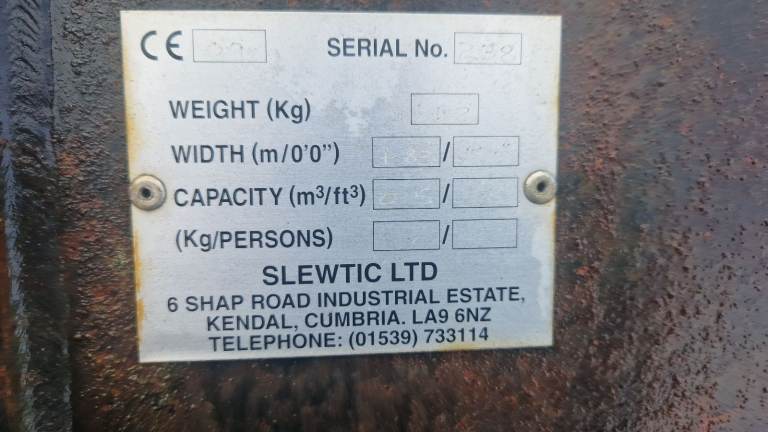 CE SERIAL No.
WEIGHT (Kg)
WIDTH (m/0'0") /
CAPACITY (m³/ft³) /
(Kg/PERSONS) /
SLEWTIC LTD
6 SHAP ROAD INDUSTRIAL ESTATE,
KENDAL, CUMBRIA. LA9 6NZ
TELEPHONE: (01539) 733114